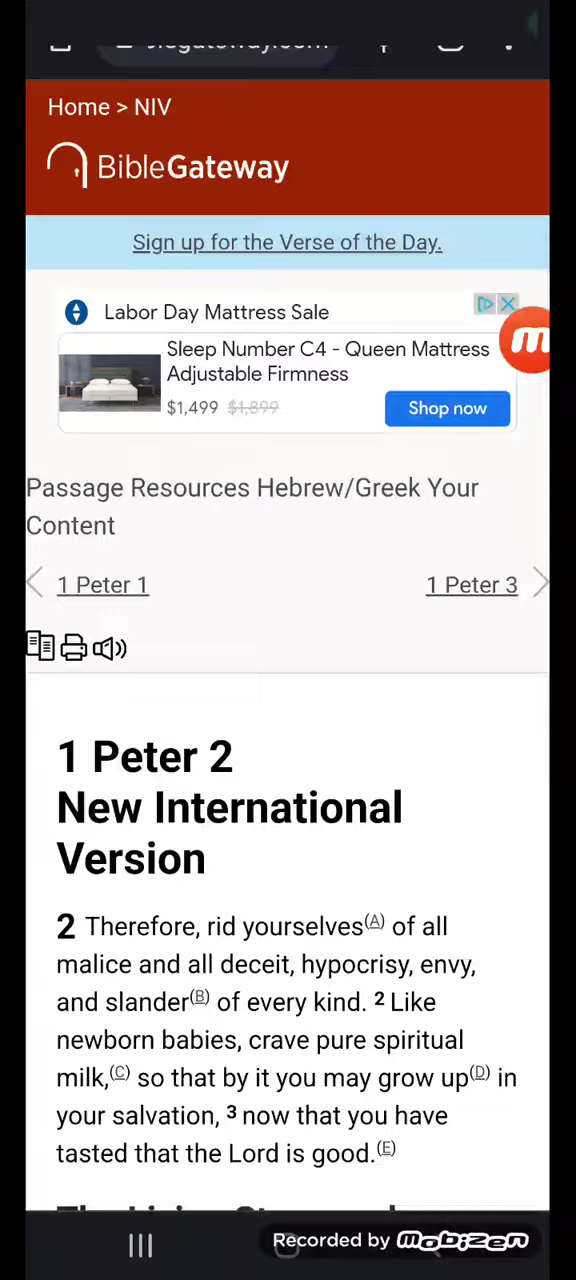 Home > NIV
BibleGateway
Sign up for the Verse of the Day.
Labor Day Mattress Sale
Sleep Number C4 - Queen Mattress
Adjustable Firmness
$1,499 $1,899
Shop now
Passage Resources Hebrew/Greek Your
Content
1 Peter 1
1 Peter 3
1 Peter 2
New International
Version
2 Therefore, rid yourselves(A) of all
malice and all deceit, hypocrisy, envy,
and slander(B) of every kind. 2 Like
newborn babies, crave pure spiritual
milk,(C) so that by it you may grow up(D) in
your salvation, 3 now that you have
tasted that the Lord is good.(E)
Recorded by mobizen